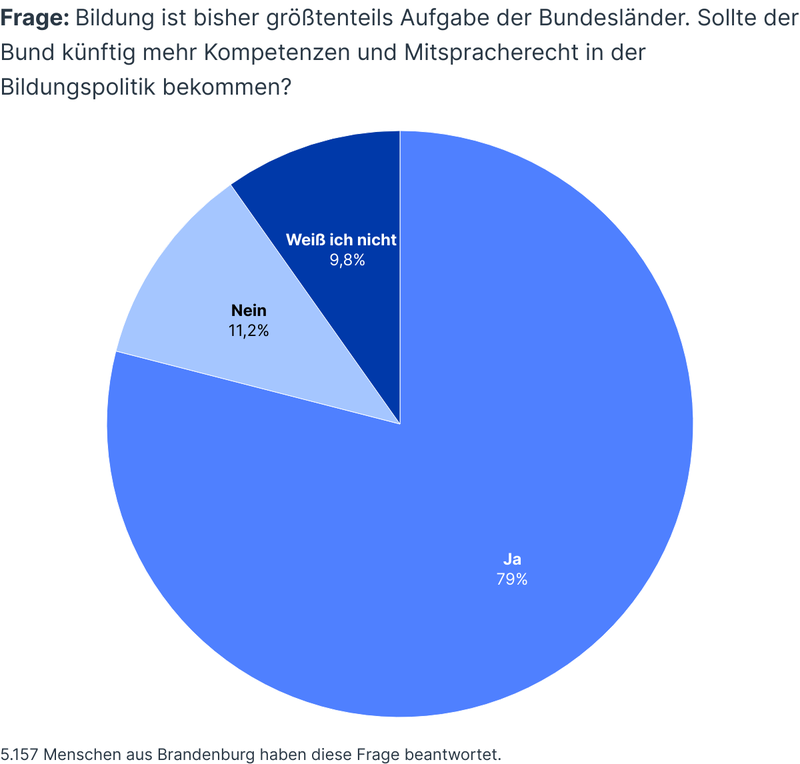 Frage: Bildung ist bisher größtenteils Aufgabe der Bundesländer. Sollte der
Bund künftig mehr Kompetenzen und Mitspracherecht in der
Bildungspolitik bekommen?
Weiß ich nicht
9,8%
Nein
11,2%
Ja
79%
5.157 Menschen aus Brandenburg haben diese Frage beantwortet.